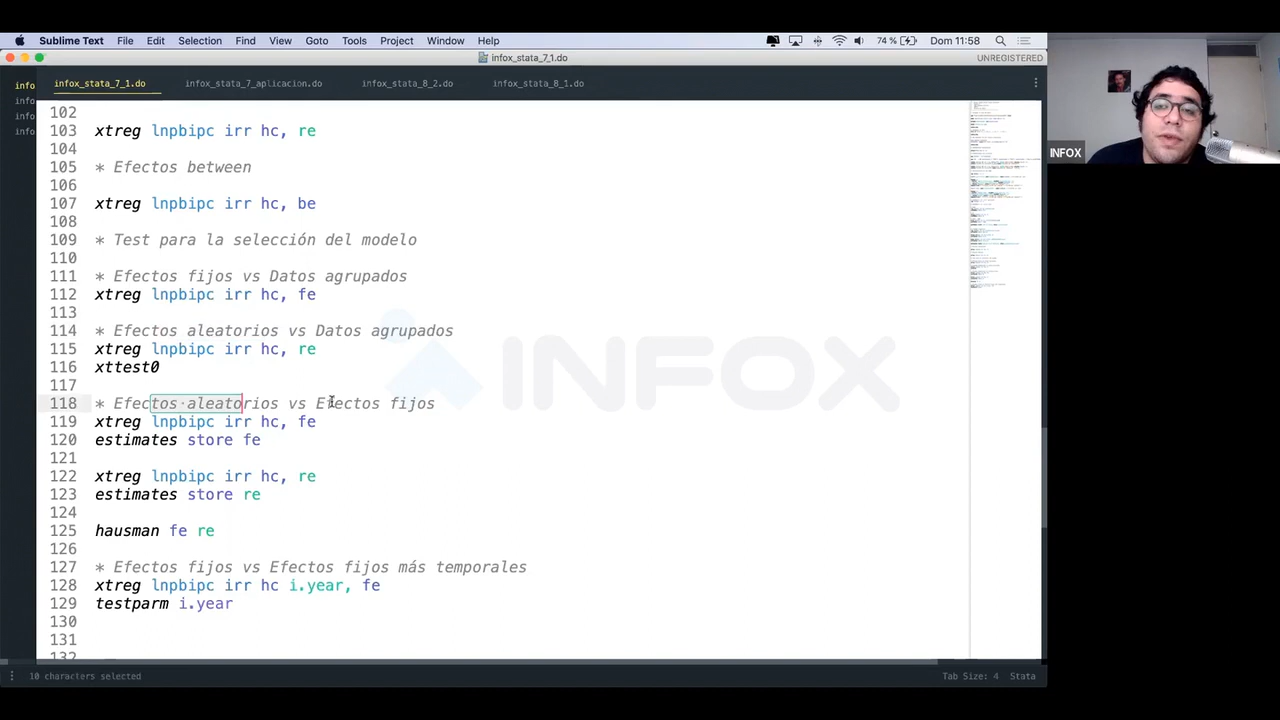 Sublime Text File Edit Selection Find View Goto Tools Project Window Help 74 % Dom 11:58
infox_stata_7_1.do UNREGISTERED
info infox_stata_7_1.do infox_stata_7_aplicacion.do infox_stata_8_2.do infox_stata_8_1.do
info
info
info
102
103 xtreg lnpbipc irr hc, be
104
105
106
107 xtreg lnpbipc irr hc, re
108
109 * Test para la selección del modelo
110
111 * Efectos fijos vs Datos agrupados
112 xtreg lnpbipc irr hc, fe
113
114 * Efectos aleatorios vs Datos agrupados
115 xtreg lnpbipc irr hc, re
116 xttest0
117
118 * Efectos aleatorios vs Efectos fijos
119 xtreg lnpbipc irr hc, fe
120 estimates store fe
121
122 xtreg lnpbipc irr hc, re
123 estimates store re
124
125 hausman fe re
126
127 * Efectos fijos vs Efectos fijos más temporales
128 xtreg lnpbipc irr hc i.year, fe
129 testparm i.year
130
131
132
INFOX
INFOX
10 characters selected Tab Size: 4 Stata